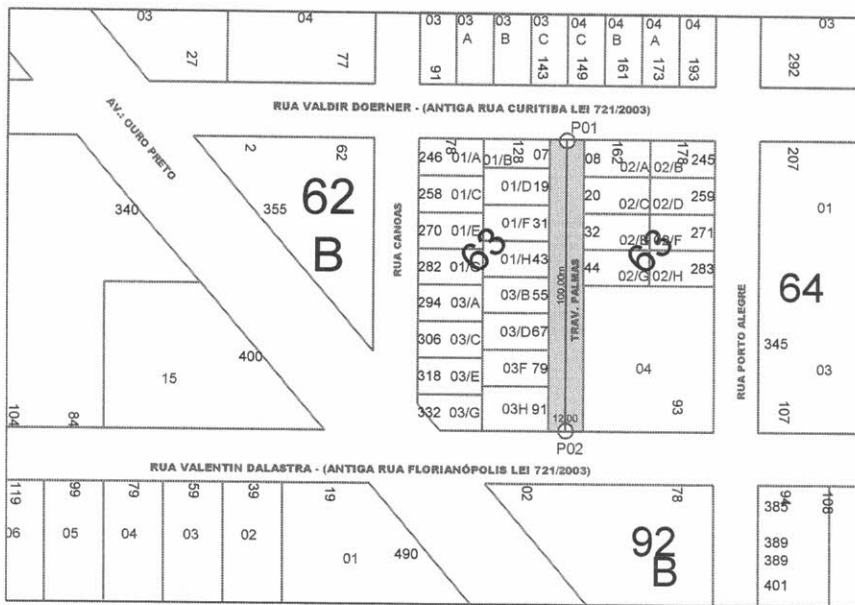 03 04 03 03 03 03 04 04 04 04 03
A B C C B A
27 77 91 143 149 161 173 193 292
RUA VALDIR DOERNER - (ANTIGA RUA CURITIBA LEI 721/2003)
AV.: OURO PRETO
P01
2 62 78 128 162 178 207
246 01/A 01/B 07 08 02/A 02/B 245
258 01/C 01/D 19 20 02/C 02/D 259
270 01/E 01/F 31 32 02/E 02/F 271
282 01/G 01/H 43 44 02/G 02/H 283
294 03/A 03/B 55
306 03/C 03/D 67
318 03/E 03F 79
332 03/G 03H 91
340 355
62
B
63
63
RUA CANOAS
100,00m
TRAV. PALMAS
12,00
04
93
RUA PORTO ALEGRE
01
64
345
03
107
400
15
104 84
P02
RUA VALENTIN DALASTRA - (ANTIGA RUA FLORIANÓPOLIS LEI 721/2003)
119 99 79 59 39 19 02 78 94 108
06 05 04 03 02
01 490
92
B
385
389
389
401